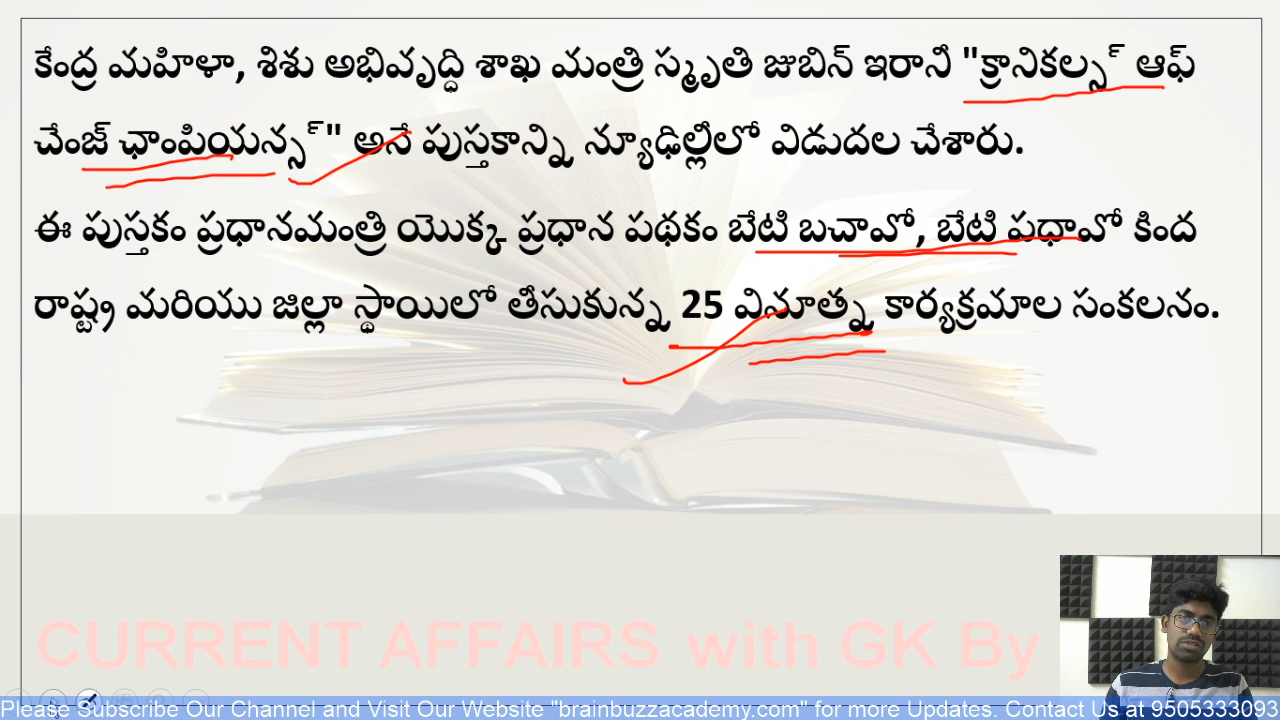 కేంద్ర మహిళా, శిశు అభివృద్ధి శాఖ మంత్రి స్మృతి జుబిన్ ఇరానీ "క్రానికల్స్ ఆఫ్
చేంజ్ ఛాంపియన్స్" అనే పుస్తకాన్ని న్యూఢిల్లీలో విడుదల చేశారు.
ఈ పుస్తకం ప్రధానమంత్రి యొక్క ప్రధాన పథకం బేటి బచావో, బేటి పధావో కింద
రాష్ట్ర మరియు జిల్లా స్థాయిలో తీసుకున్న 25 వినూత్న కార్యక్రమాల సంకలనం.
CURRENT AFFAIRS with GK By
Please Subscribe Our Channel and Visit Our Website "brainbuzzacademy.com" for more Updates. Contact Us at 9505333093